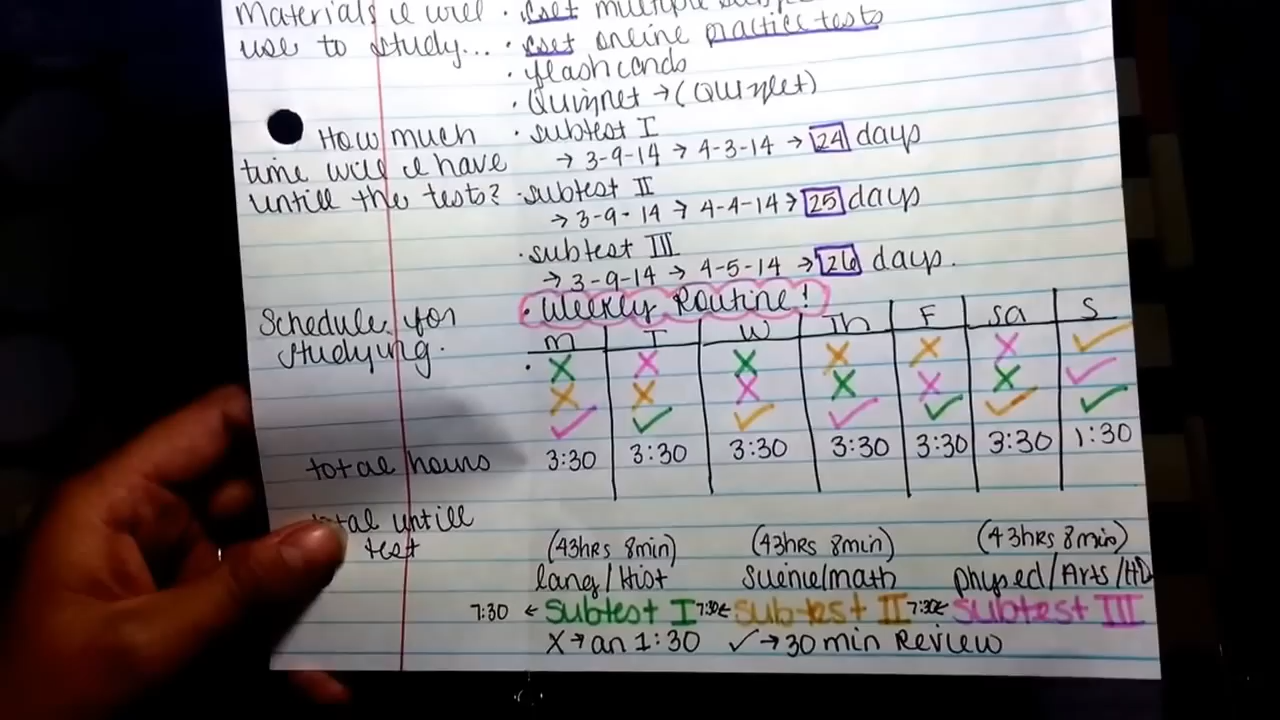 Materials I will · cset multiple
use to study... · cset online practice tests
· flashcards
· Quiznet → (Quizlet)
How much · subtest I
time will I have → 3-9-14 → 4-3-14 → 24 days
untill the tests? · subtest II
→ 3-9-14 → 4-4-14 → 25 days
· subtest III
→ 3-9-14 → 4-5-14 → 26 days.
Schedule for · Weekly Routine!
studying.
M T W Th F Sa S
· X X X X X X ✓
X X X X X X ✓
✓ ✓ ✓ ✓ ✓ ✓ ✓
total hours 3:30 3:30 3:30 3:30 3:30 3:30 1:30
untill
test (43hrs 8min) (43hrs 8min) (43hrs 8min)
lang/Hist Science/math phys ed/Arts/HD
7:30 ← Subtest I 7:30 ← subtest II 7:30 ← subtest III
X → an 1:30 ✓ → 30 min Review